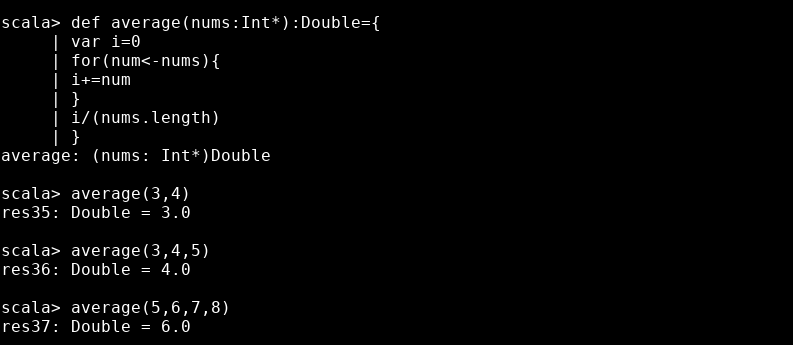 scala> def average(nums:Int*):Double={
     | var i=0
     | for(num<-nums){
     | i+=num
     | }
     | i/(nums.length)
     | }
average: (nums: Int*)Double

scala> average(3,4)
res35: Double = 3.0

scala> average(3,4,5)
res36: Double = 4.0

scala> average(5,6,7,8)
res37: Double = 6.0